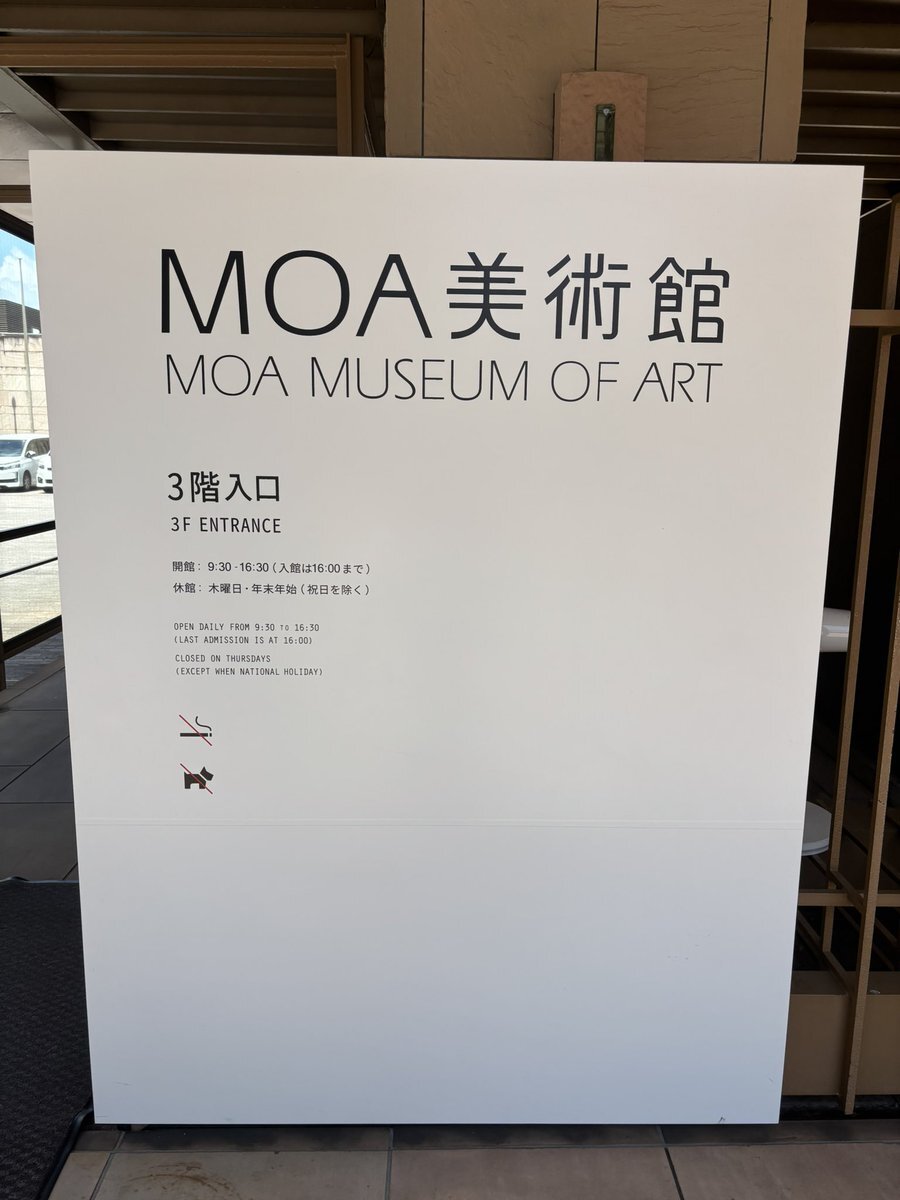 MOA美術館
MOA MUSEUM OF ART
3階入口
3F ENTRANCE
開館：9:30-16:30（入館は16:00まで）
休館：木曜日・年末年始（祝日を除く）
OPEN DAILY FROM 9:30 TO 16:30
(LAST ADMISSION IS AT 16:00)
CLOSED ON THURSDAYS
(EXCEPT WHEN NATIONAL HOLIDAY)